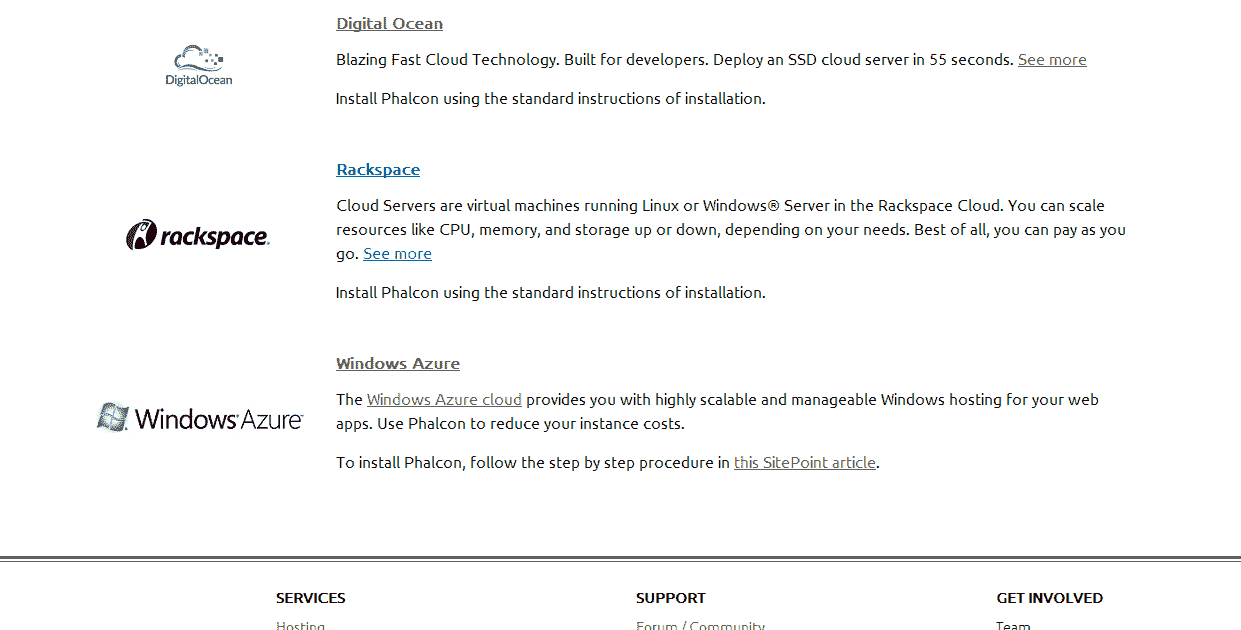 Digital Ocean
DigitalOcean
Blazing Fast Cloud Technology. Built for developers. Deploy an SSD cloud server in 55 seconds. See more
Install Phalcon using the standard instructions of installation.
Rackspace
rackspace.
Cloud Servers are virtual machines running Linux or Windows® Server in the Rackspace Cloud. You can scale
resources like CPU, memory, and storage up or down, depending on your needs. Best of all, you can pay as you
go. See more
Install Phalcon using the standard instructions of installation.
Windows Azure
Windows Azure
The Windows Azure cloud provides you with highly scalable and manageable Windows hosting for your web
apps. Use Phalcon to reduce your instance costs.
To install Phalcon, follow the step by step procedure in this SitePoint article.
SERVICES
SUPPORT
GET INVOLVED
Hosting
Forum / Community
Team